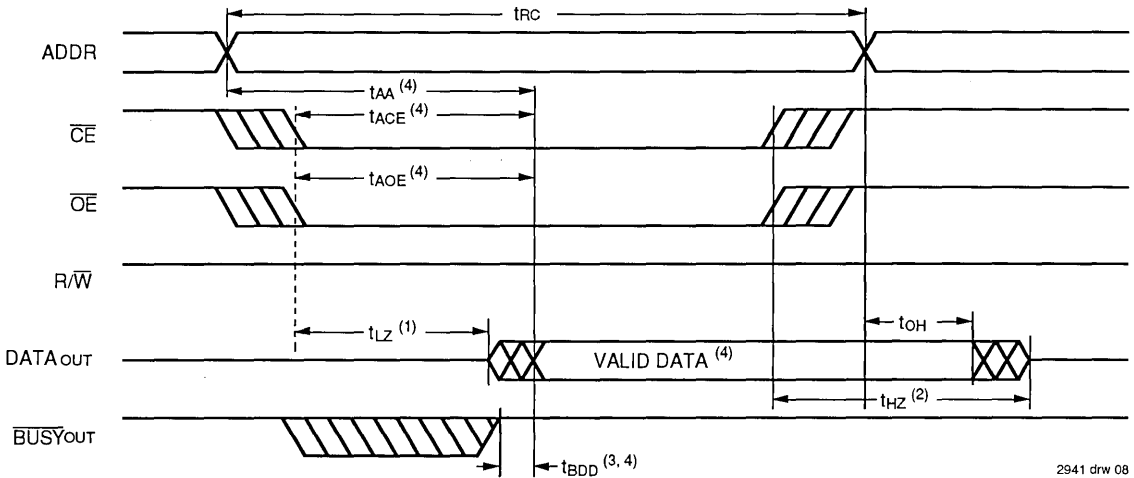 tRC
ADDR
tAA (4)
CE
tACE (4)
OE
tAOE (4)
R/W
tLZ (1)
tOH
DATAOUT
VALID DATA (4)
tHZ (2)
BUSYOUT
tBDD (3, 4)
2941 drw 08